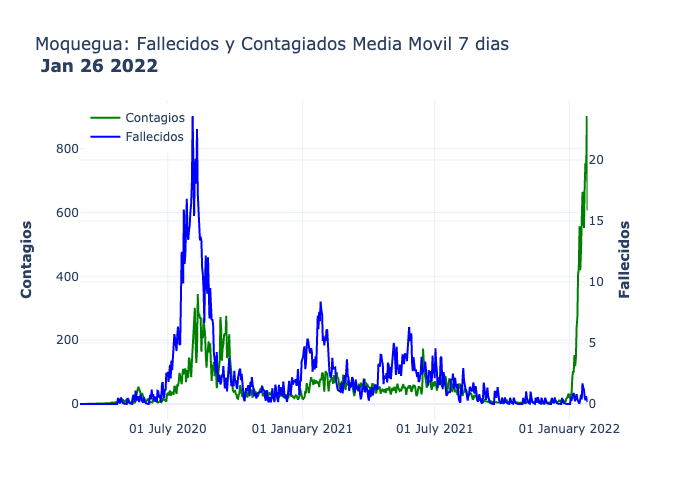 Moquegua: Fallecidos y Contagiados Media Movil 7 dias
Jan 26 2022
Contagios
Fallecidos
800
600
400
200
0
20
15
10
5
0
Contagios
Fallecidos
01 July 2020
01 January 2021
01 July 2021
01 January 2022